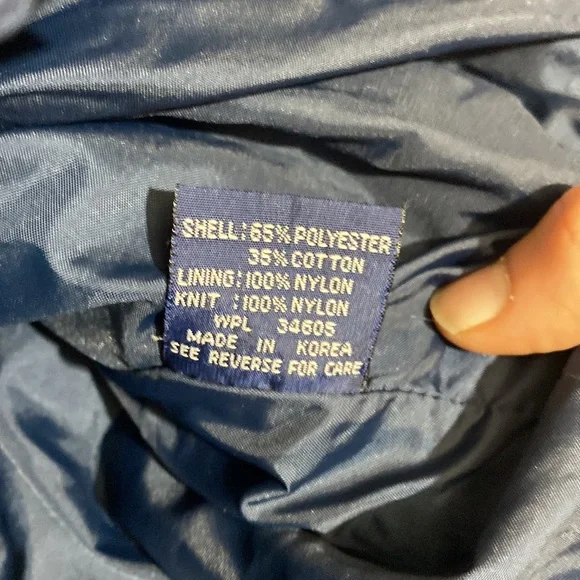 SHELL: 65% POLYESTER
35% COTTON
LINING: 100% NYLON
KNIT : 100% NYLON
WPL 34605
MADE IN KOREA
SEE REVERSE FOR CARE